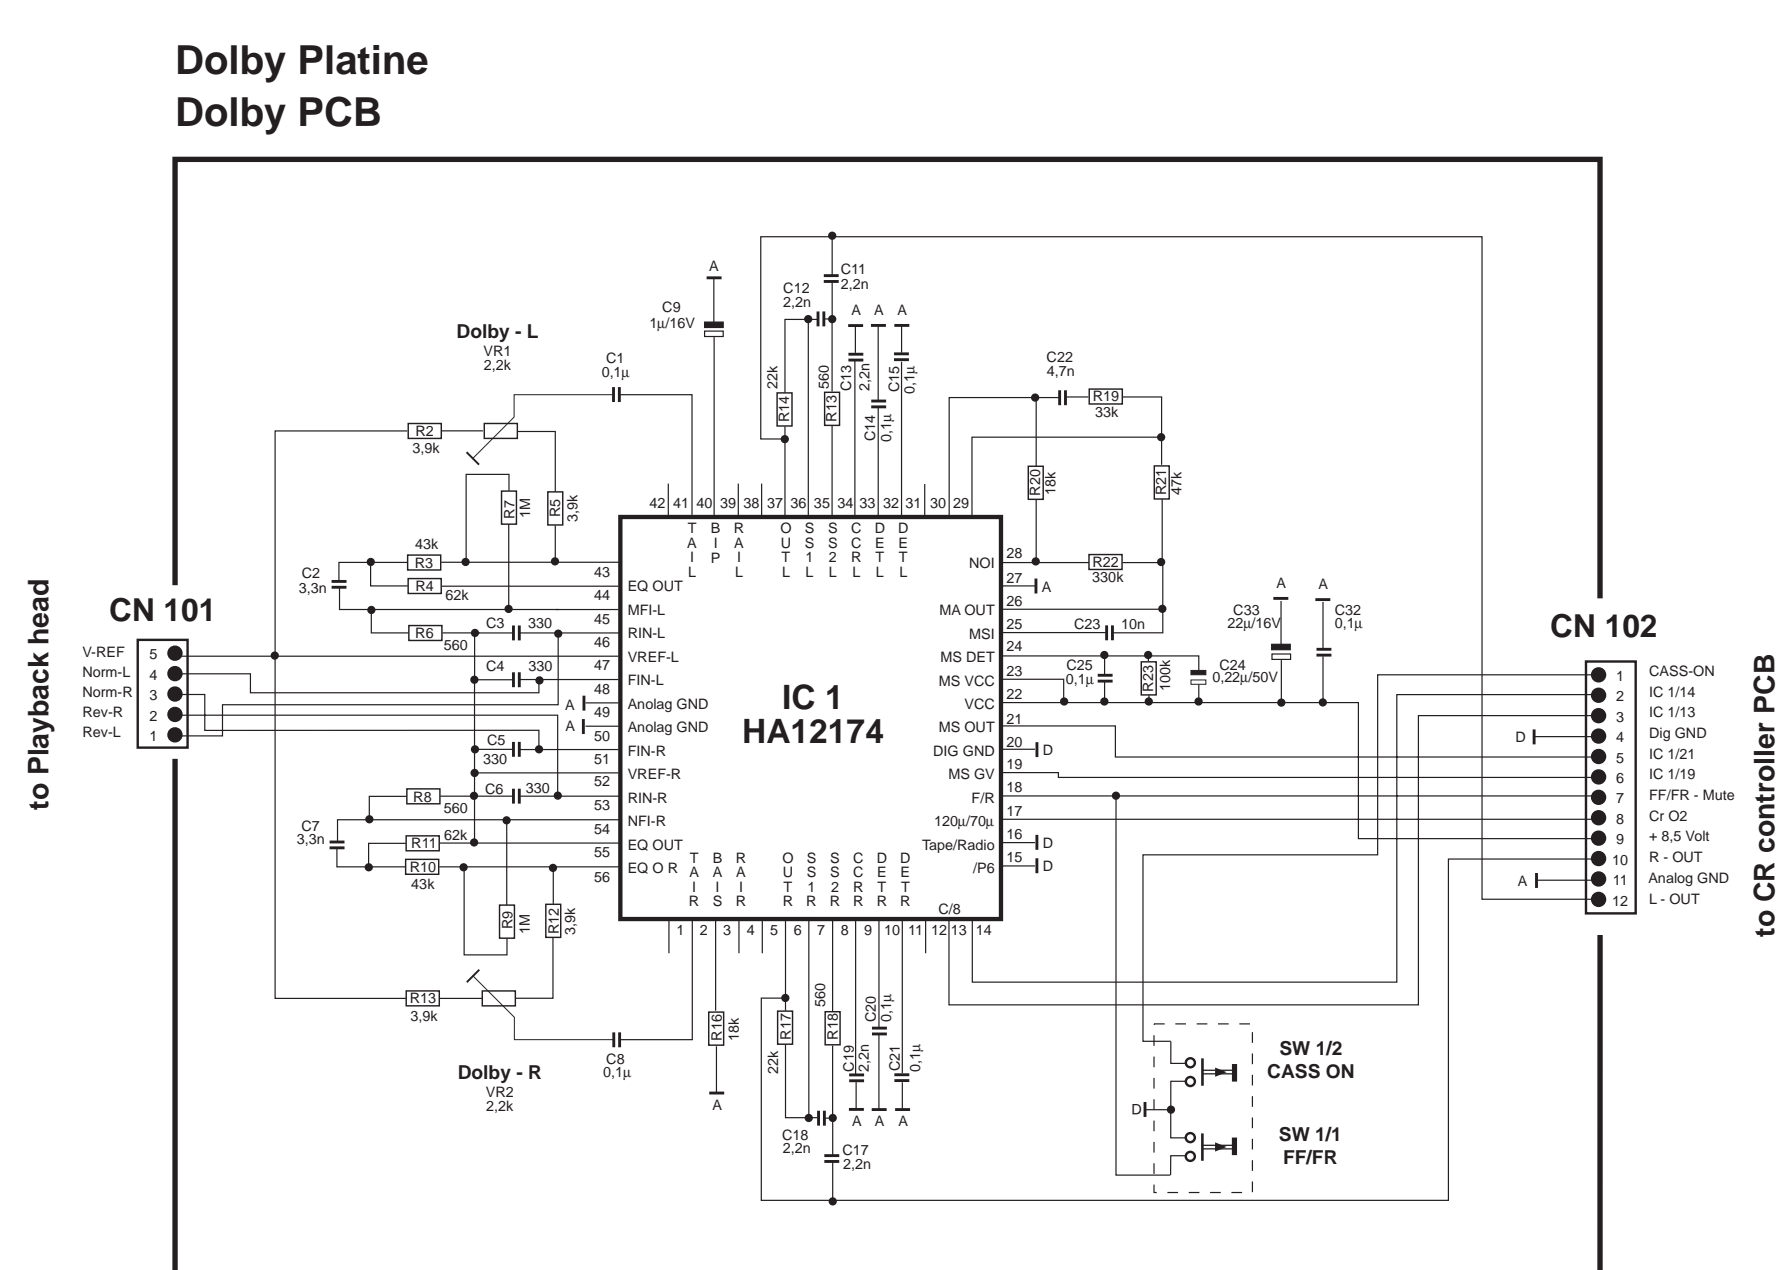 Dolby Platine
Dolby PCB
to Playback head
CN 101
V-REF 5
Norm-L 4
Norm-R 3
Rev-R 2
Rev-L 1
Dolby - L
VR1
2,2k
C1
0,1µ
A
C9
1µ/16V
R2
3,9k
R7
1M
R5
3,9k
43k
R3
C2
3,3n
R4
62k
R6
560
C3 330
C4 330
A
A
C5
330
C6 330
R8
560
C7
3,3n
R11 62k
R10
43k
R9
1M
R12
3,9k
R13
3,9k
Dolby - R
VR2
2,2k
C8
0,1µ
R16
18k
A
C11
2,2n
C12
2,2n
A A A
22k
R14
560
R13
C13
2,2n
C14
0,1µ
C15
0,1µ
C22
4,7n
R19
33k
R20
18k
R21
47k
R22
330k
42 41 40 39 38 37 36 35 34 33 32 31 30 29
TAIL
BIP
RAIL
OUTL
SS1L
SS2L
CCRL
DETL
DETL
43
EQ OUT
44
MFI-L
45
RIN-L
46
VREF-L
47
FIN-L
48
Anolag GND
49
Anolag GND
50
FIN-R
51
VREF-R
52
RIN-R
53
NFI-R
54
EQ OUT
55
EQ O R
56
IC 1
HA12174
28
NOI
27
A
26
MA OUT
25
MSI
C23 10n
24
MS DET
23
MS VCC
22
VCC
21
MS OUT
20
DIG GND
D
19
MS GV
18
F/R
17
120µ/70µ
16
Tape/Radio
D
15
/P6
D
C25
0,1µ
R23
100k
C24
0,22µ/50V
A
C33
22µ/16V
A
C32
0,1µ
TAIR
BAIS
RAIR
OUTR
SS1R
SS2R
CCRR
DETR
DETR
C/8
1 2 3 4 5 6 7 8 9 10 11 12 13 14
R17
22k
560
R18
C19
2,2n
C20
0,1µ
C21
0,1µ
A A A
C18
2,2n
C17
2,2n
SW 1/2
CASS ON
D
SW 1/1
FF/FR
CN 102
1 CASS-ON
2 IC 1/14
3 IC 1/13
D 4 Dig GND
5 IC 1/21
6 IC 1/19
7 FF/FR - Mute
8 Cr O2
9 + 8,5 Volt
10 R - OUT
A 11 Analog GND
12 L - OUT
to CR controller PCB